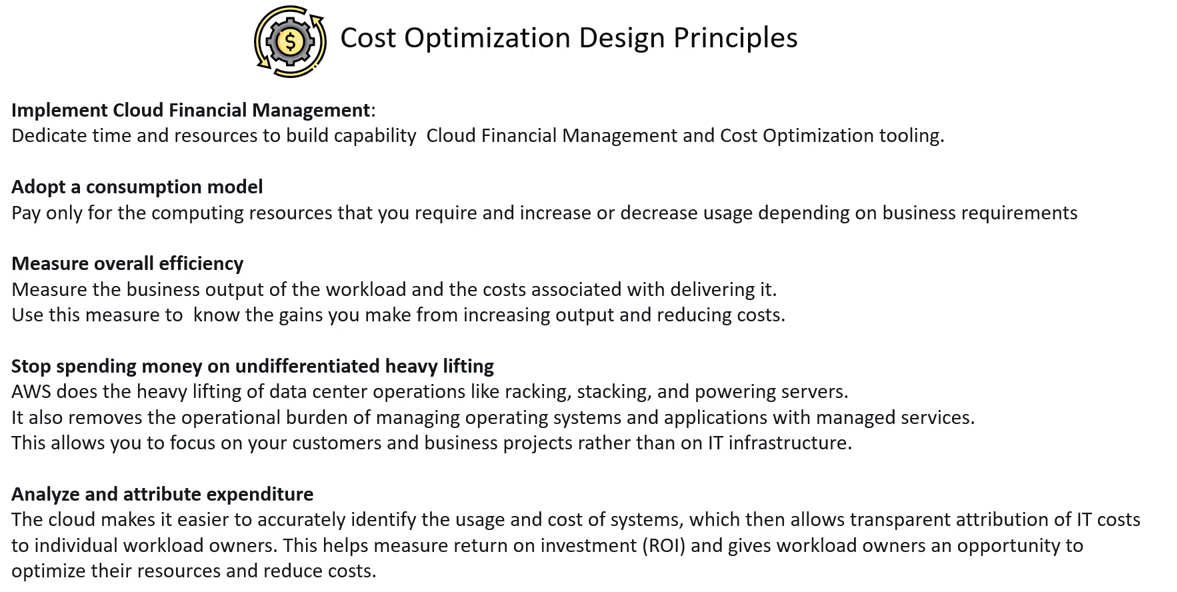 $
Cost Optimization Design Principles
Implement Cloud Financial Management:
Dedicate time and resources to build capability  Cloud Financial Management and Cost Optimization tooling.
Adopt a consumption model
Pay only for the computing resources that you require and increase or decrease usage depending on business requirements
Measure overall efficiency
Measure the business output of the workload and the costs associated with delivering it.
Use this measure to  know the gains you make from increasing output and reducing costs.
Stop spending money on undifferentiated heavy lifting
AWS does the heavy lifting of data center operations like racking, stacking, and powering servers.
It also removes the operational burden of managing operating systems and applications with managed services.
This allows you to focus on your customers and business projects rather than on IT infrastructure.
Analyze and attribute expenditure
The cloud makes it easier to accurately identify the usage and cost of systems, which then allows transparent attribution of IT costs
to individual workload owners. This helps measure return on investment (ROI) and gives workload owners an opportunity to
optimize their resources and reduce costs.